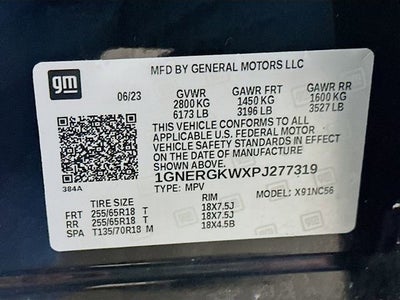 gm
MFD BY GENERAL MOTORS LLC
06/23
GVWR GAWR FRT GAWR RR
2800 KG 1450 KG 1600 KG
6173 LB 3196 LB 3527 LB
THIS VEHICLE CONFORMS TO ALL
APPLICABLE U.S. FEDERAL MOTOR
VEHICLE SAFETY STANDARDS IN EFFECT
ON THE DATE OF MANUFACTURE SHOWN ABOVE.
384A
1GNERGKWXPJ277319
TYPE: MPV MODEL: X91NC56
TIRE SIZE RIM
FRT 255/65R18 T 18X7.5J
RR 255/65R18 T 18X7.5J
SPA T135/70R18 M 18X4.5B